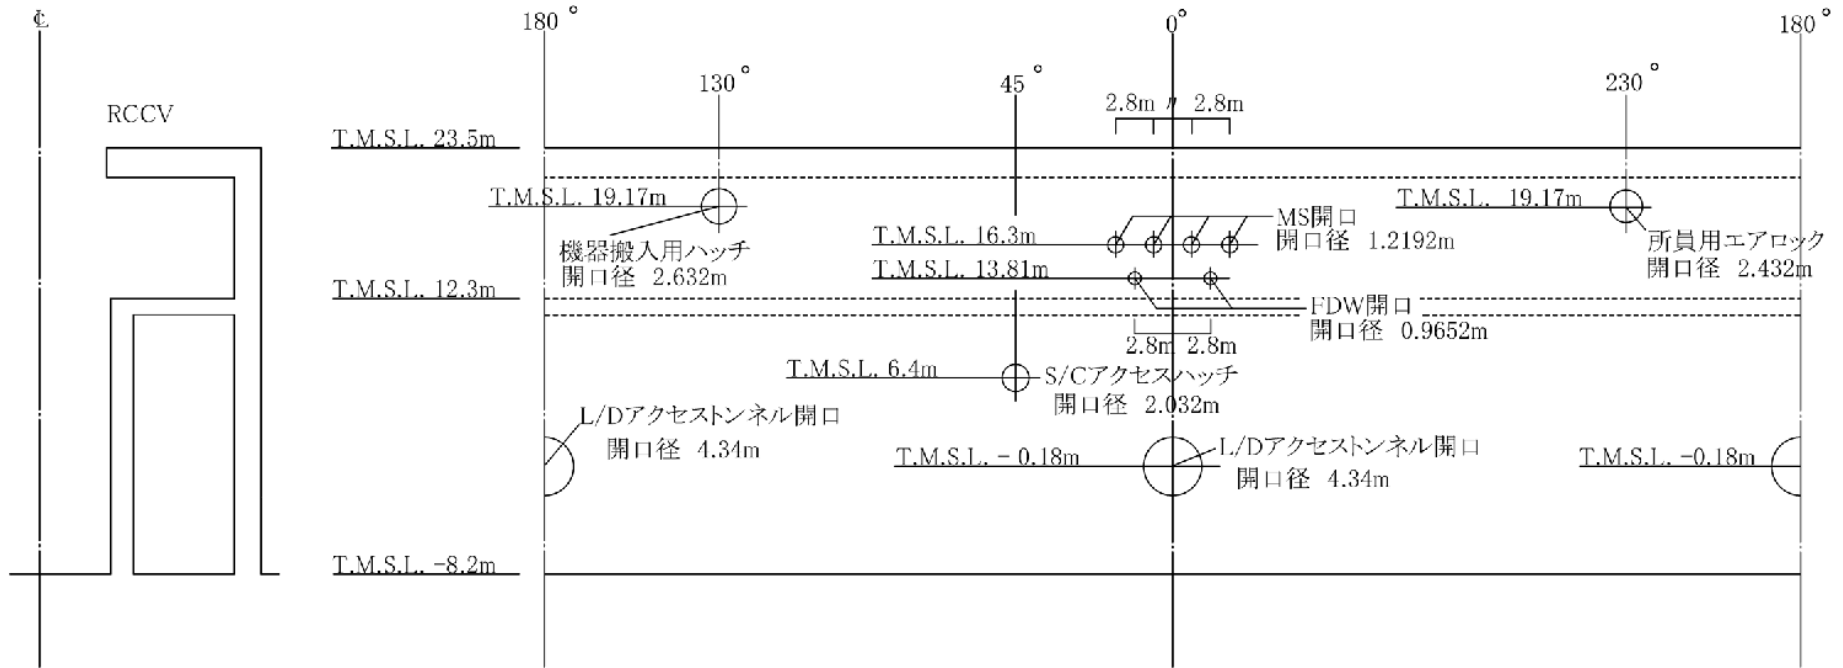 ℄
180°
0°
180°
130°
45°
230°
2.8m 〃 2.8m
RCCV
T.M.S.L. 23.5m
T.M.S.L. 19.17m
T.M.S.L. 19.17m
MS開口
開口径 1.2192m
T.M.S.L. 16.3m
所員用エアロック
開口径 2.432m
機器搬入用ハッチ
開口径 2.632m
T.M.S.L. 13.81m
T.M.S.L. 12.3m
FDW開口
開口径 0.9652m
2.8m 2.8m
T.M.S.L. 6.4m
S/Cアクセスハッチ
開口径 2.032m
L/Dアクセストンネル開口
開口径 4.34m
T.M.S.L. －0.18m
L/Dアクセストンネル開口
開口径 4.34m
T.M.S.L. -0.18m
T.M.S.L. -8.2m